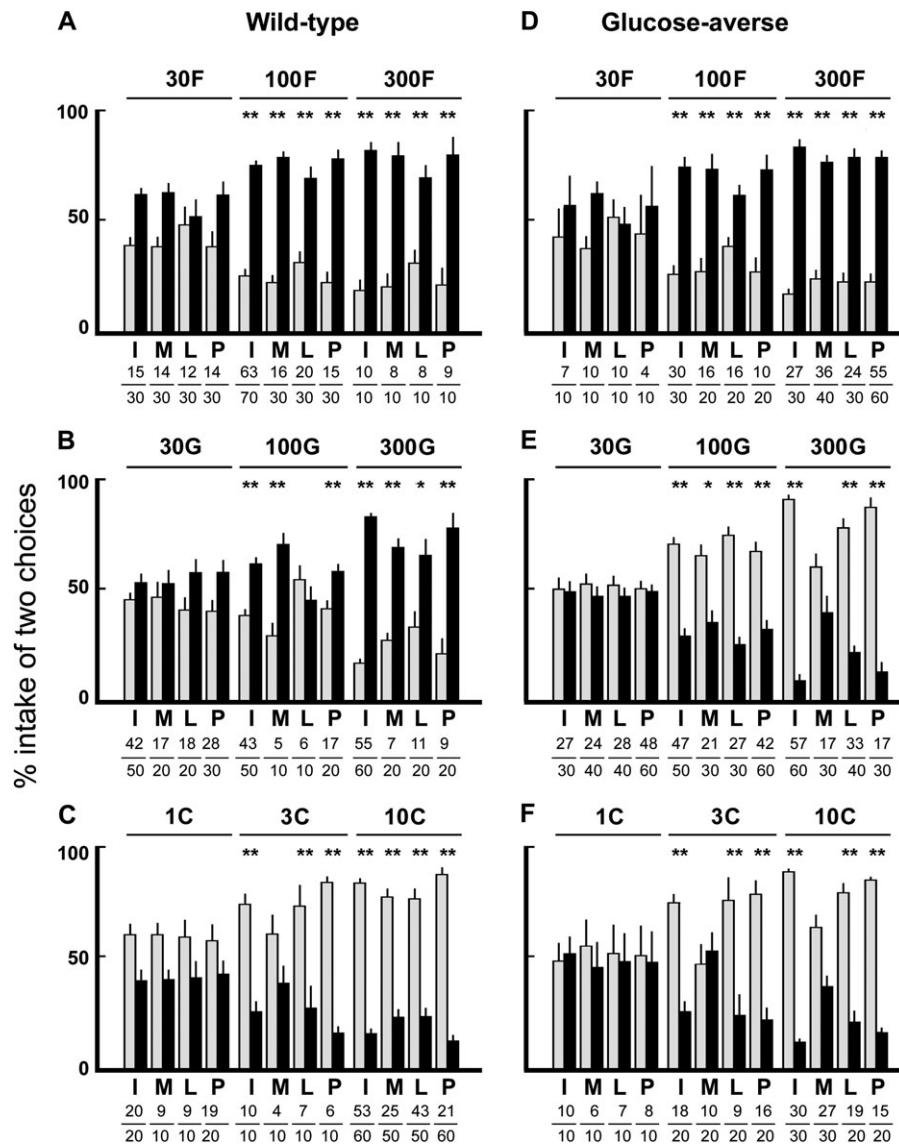 A Wild-type D Glucose-averse
30F 100F 300F 30F 100F 300F
100 ** ** ** ** ** ** ** ** 100 ** ** ** ** ** ** ** **
50 50
0 0
I M L P I M L P I M L P I M L P I M L P I M L P
15 14 12 14 63 16 20 15 10 8 8 9 7 10 10 4 30 16 16 10 27 36 24 55
30 30 30 30 70 30 30 30 10 10 10 10 10 10 10 10 30 20 20 20 30 40 30 60
B 30G 100G 300G E 30G 100G 300G
100 ** ** ** ** ** * ** 100 ** * ** ** ** ** **
50 50
0 0
I M L P I M L P I M L P I M L P I M L P I M L P
42 17 18 28 43 5 6 17 55 7 11 9 27 24 28 48 47 21 27 42 57 17 33 17
50 20 20 30 50 10 10 20 60 20 20 20 30 40 40 60 50 30 30 60 60 30 40 30
% intake of two choices
C 1C 3C 10C F 1C 3C 10C
100 ** ** ** ** ** ** ** 100 ** ** ** ** ** **
50 50
0 0
I M L P I M L P I M L P I M L P I M L P I M L P
20 9 9 19 10 4 7 6 53 25 43 21 10 6 7 8 18 10 9 16 30 27 19 15
20 10 10 20 10 10 10 10 60 50 50 60 10 10 10 10 20 20 20 20 30 30 20 20